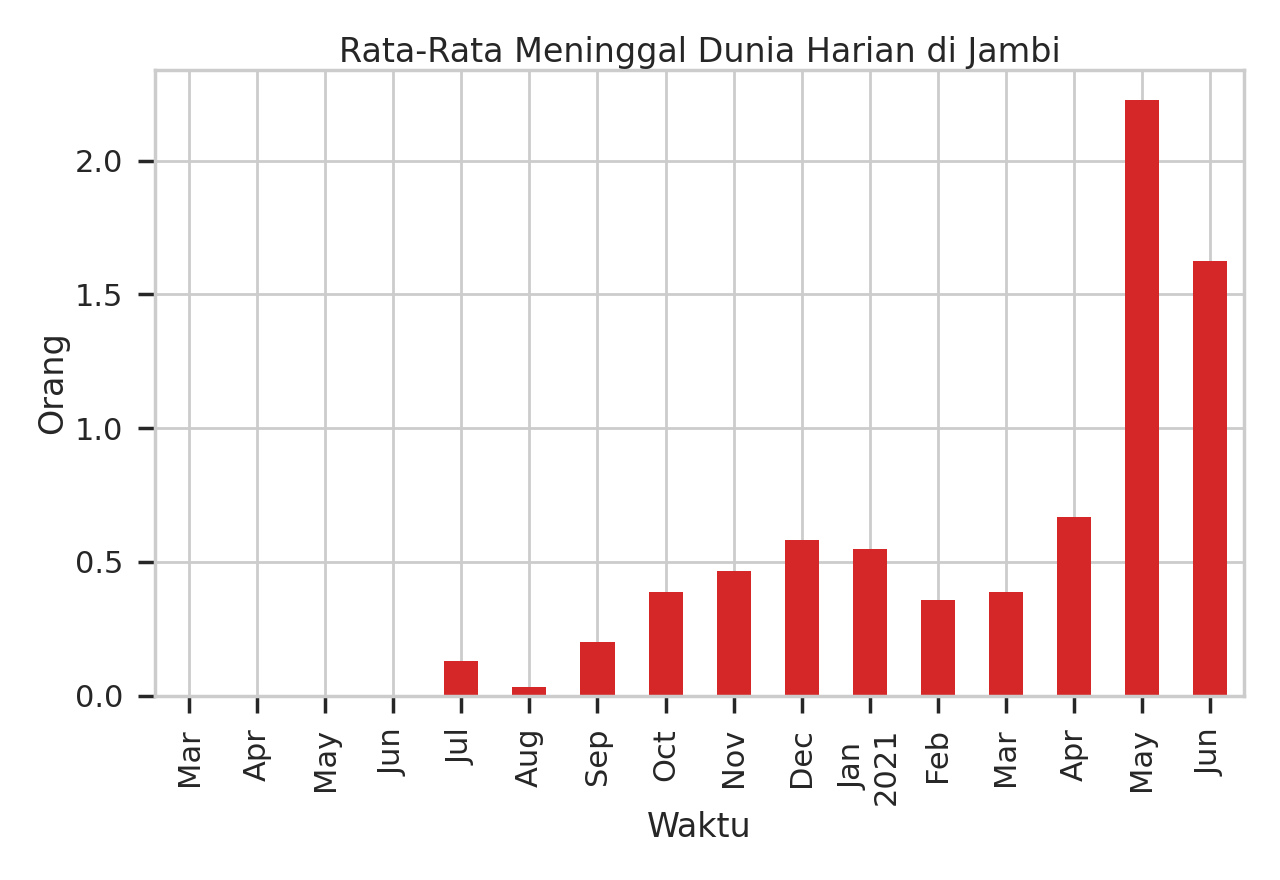 Rata-Rata Meninggal Dunia Harian di Jambi
2.0
1.5
1.0
0.5
0.0
Orang
Mar
Apr
May
Jun
Jul
Aug
Sep
Oct
Nov
Dec
Jan
2021
Feb
Mar
Apr
May
Jun
Waktu